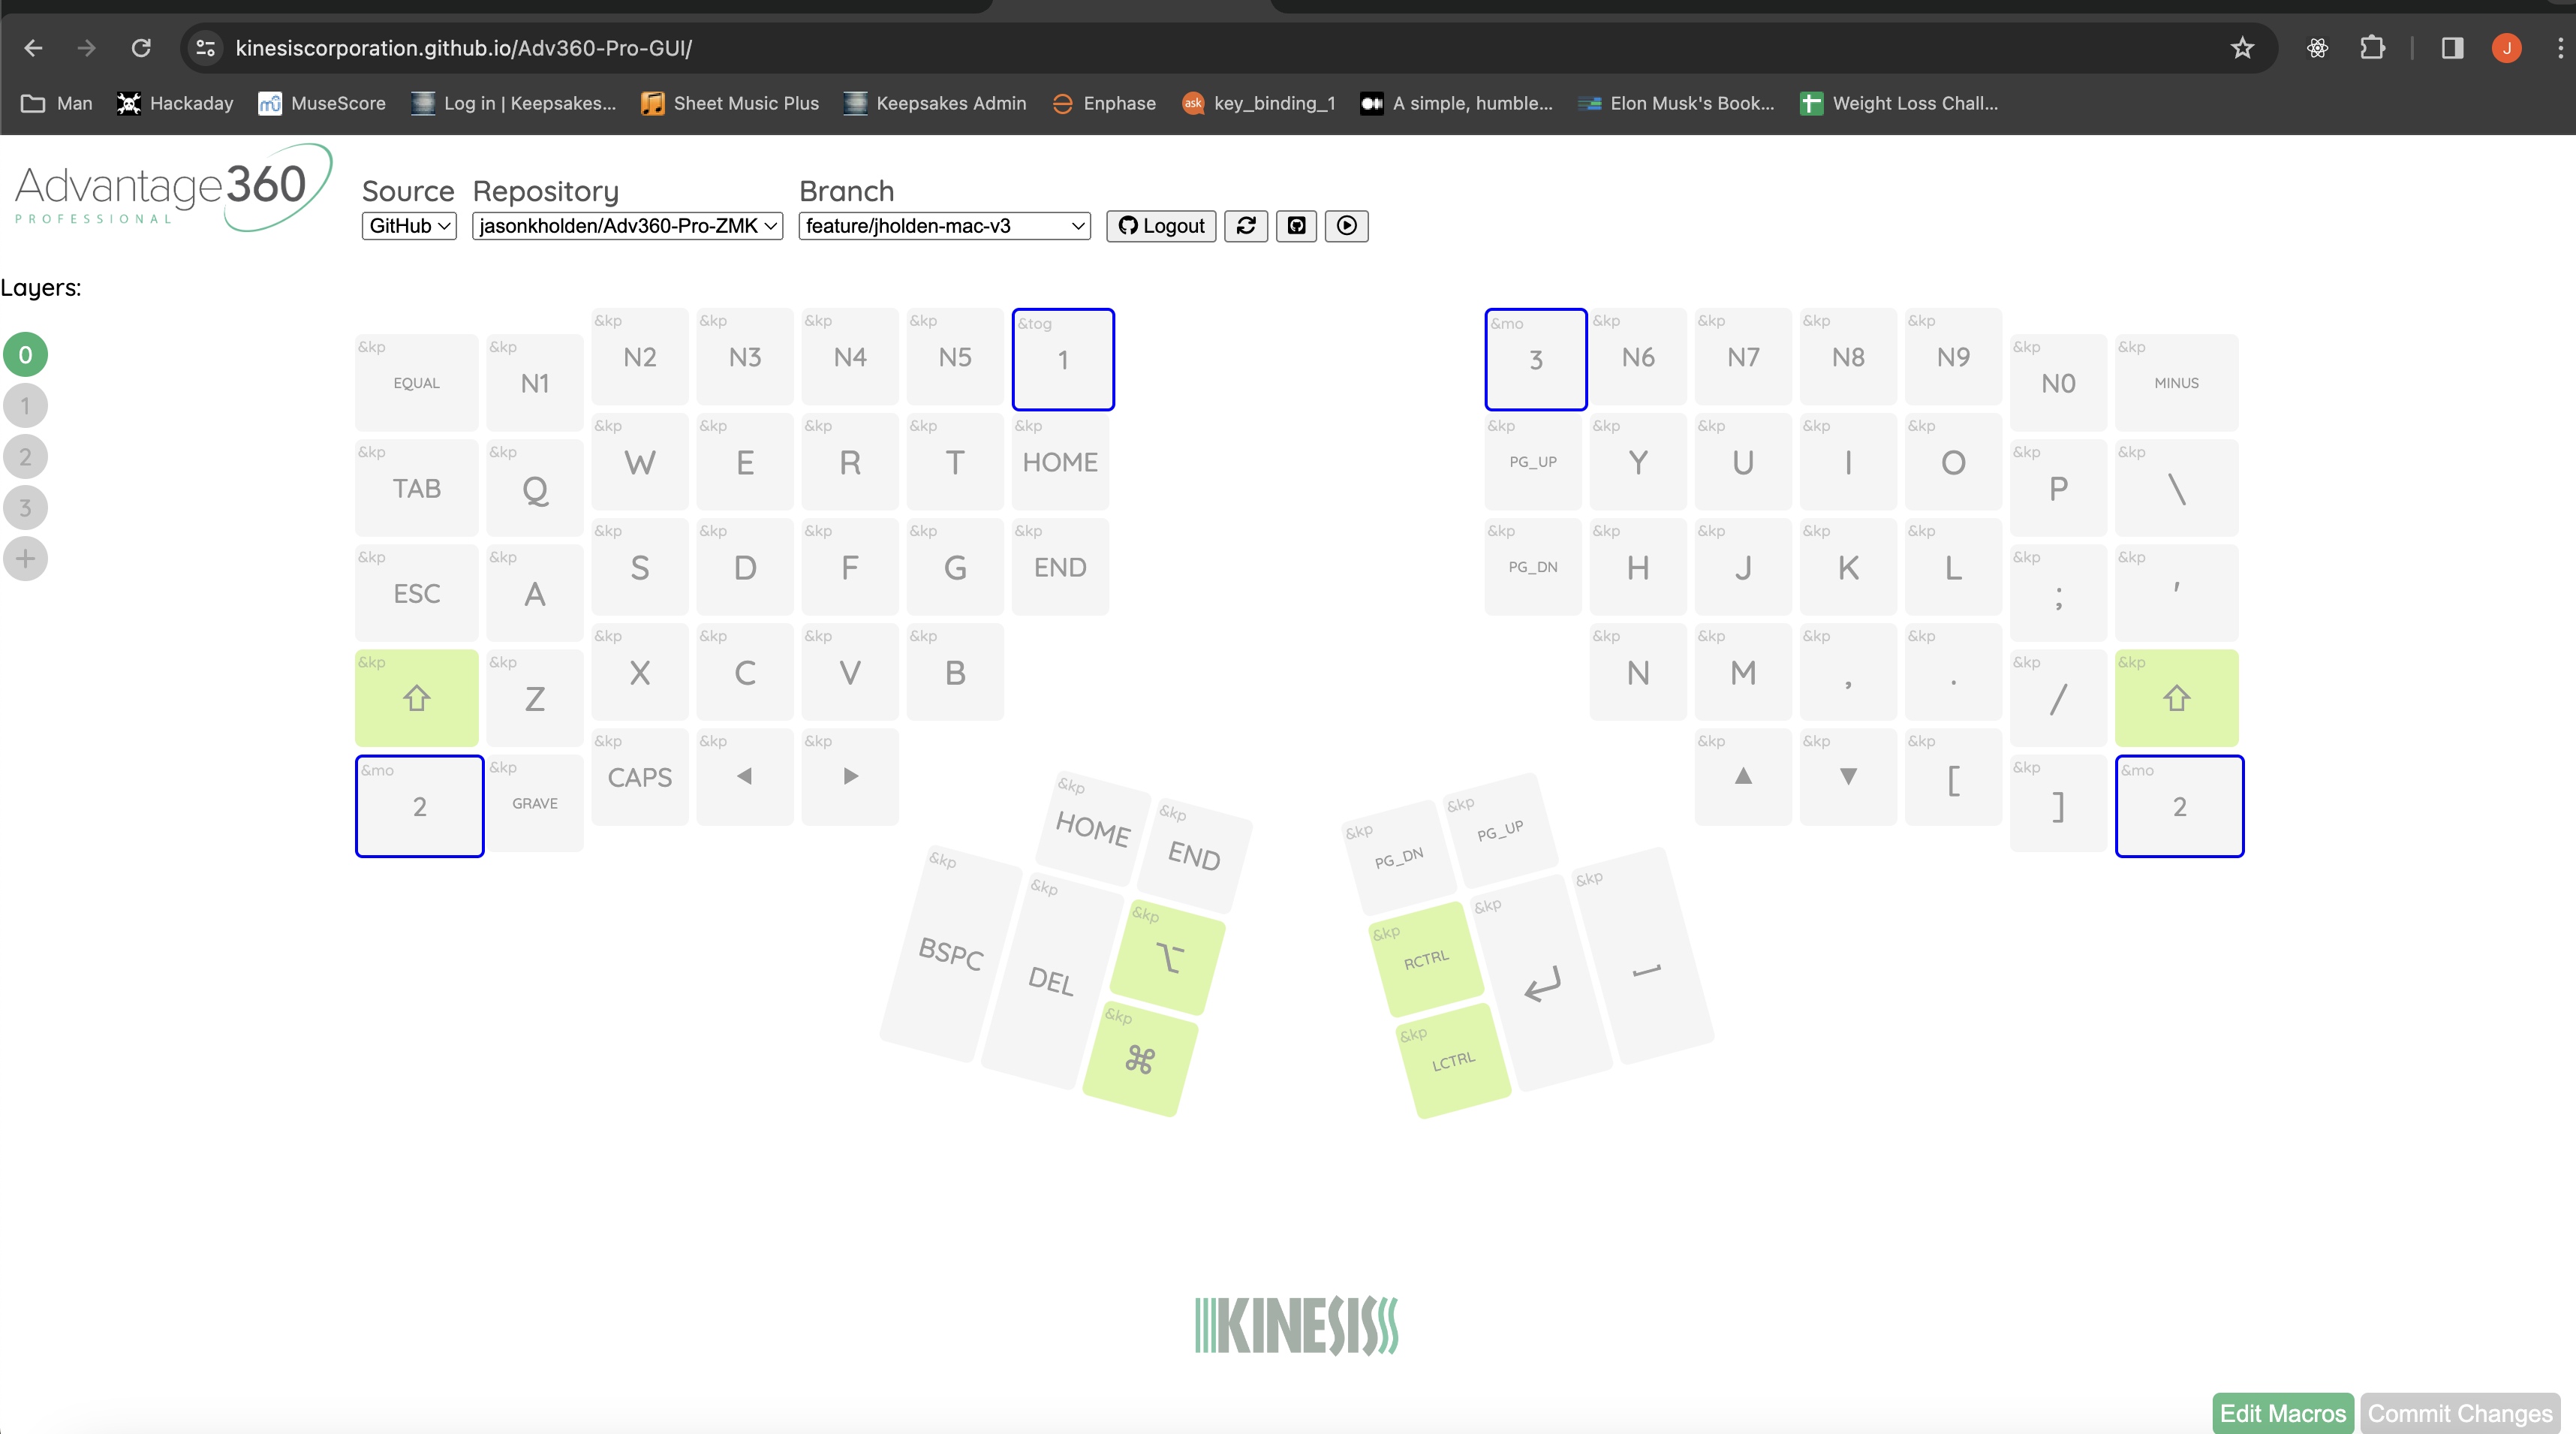 kinesiscorporation.github.io/Adv360-Pro-GUI/
J
Man Hackaday MuseScore Log in | Keepsakes... Sheet Music Plus Keepsakes Admin Enphase ask key_binding_1 A simple, humble... Elon Musk's Book... Weight Loss Chall...
Advantage360
PROFESSIONAL
Source Repository Branch
GitHub jasonkholden/Adv360-Pro-ZMK feature/jholden-mac-v3 Logout
Layers:
0
1
2
3
+
&kp &kp &kp &kp &tog &mo &kp &kp &kp &kp
N2 N3 N4 N5 1 3 N6 N7 N8 N9
&kp &kp &kp &kp
EQUAL N1 N0 MINUS
&kp &kp &kp &kp &kp &kp &kp &kp &kp &kp
W E R T HOME PG_UP Y U I O
&kp &kp &kp &kp
TAB Q P \
&kp &kp &kp &kp &kp &kp &kp &kp &kp &kp
S D F G END PG_DN H J K L
&kp &kp &kp &kp
ESC A ; '
&kp &kp &kp &kp &kp &kp &kp &kp
X C V B N M , .
&kp &kp &kp &kp
⇧ Z / ⇧
&kp &kp &kp &kp &kp &kp
CAPS ◀ ▶ ▲ ▼ [
&mo &kp &kp &mo
2 GRAVE ] 2
&kp &kp &kp &kp
HOME END PG_DN PG_UP
&kp &kp &kp &kp &kp &kp
BSPC DEL ⌥ RCTRL ↵ ⎵
&kp &kp
⌘ LCTRL
KINESIS
Edit Macros Commit Changes